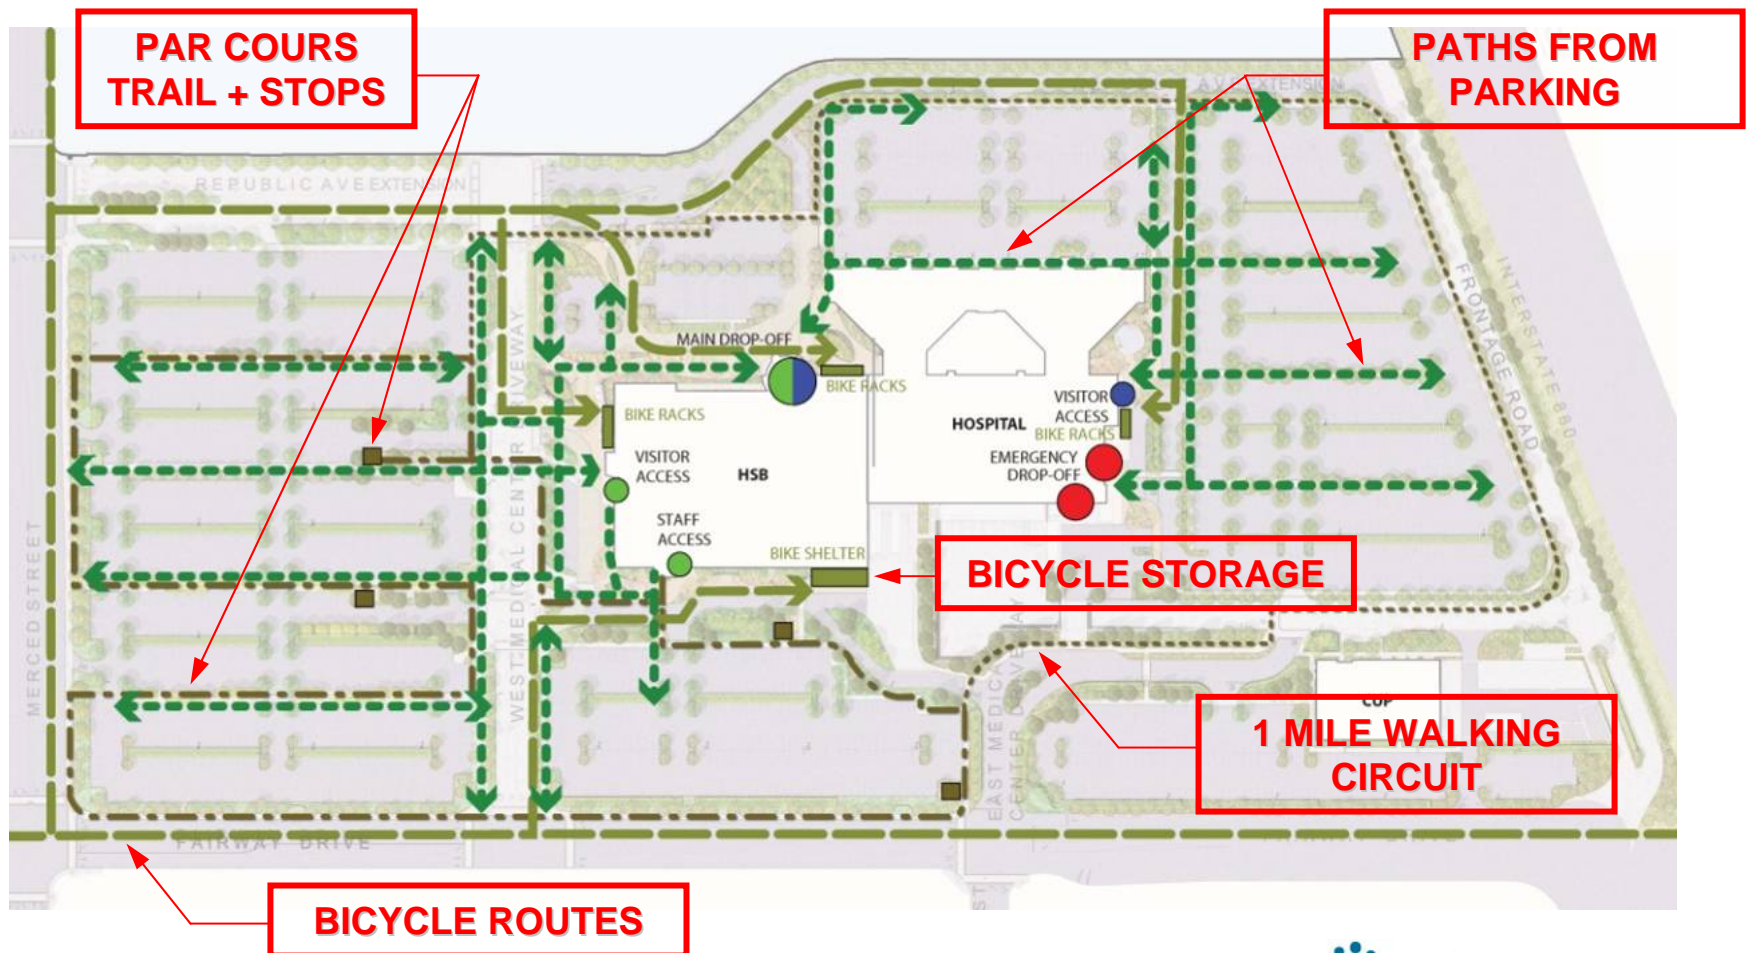 PAR COURS
TRAIL + STOPS
PATHS FROM
PARKING
A.V. EXTENSION
REPUBLIC AVE EXTENSION
INTERSTATE 880
FRONTAGE ROAD
MAIN DROP-OFF
BIKE RACKS
BIKE RACKS
VISITOR
ACCESS
BIKE RACKS
HOSPITAL
EMERGENCY
DROP-OFF
VISITOR
ACCESS
HSB
STAFF
ACCESS
BIKE SHELTER
BICYCLE STORAGE
MERCED STREET
WEST MEDICAL CENTER DRIVEWAY
EAST MEDICAL
CENTER DRIVEWAY
CUP
1 MILE WALKING
CIRCUIT
FAIRWAY DRIVE
BICYCLE ROUTES